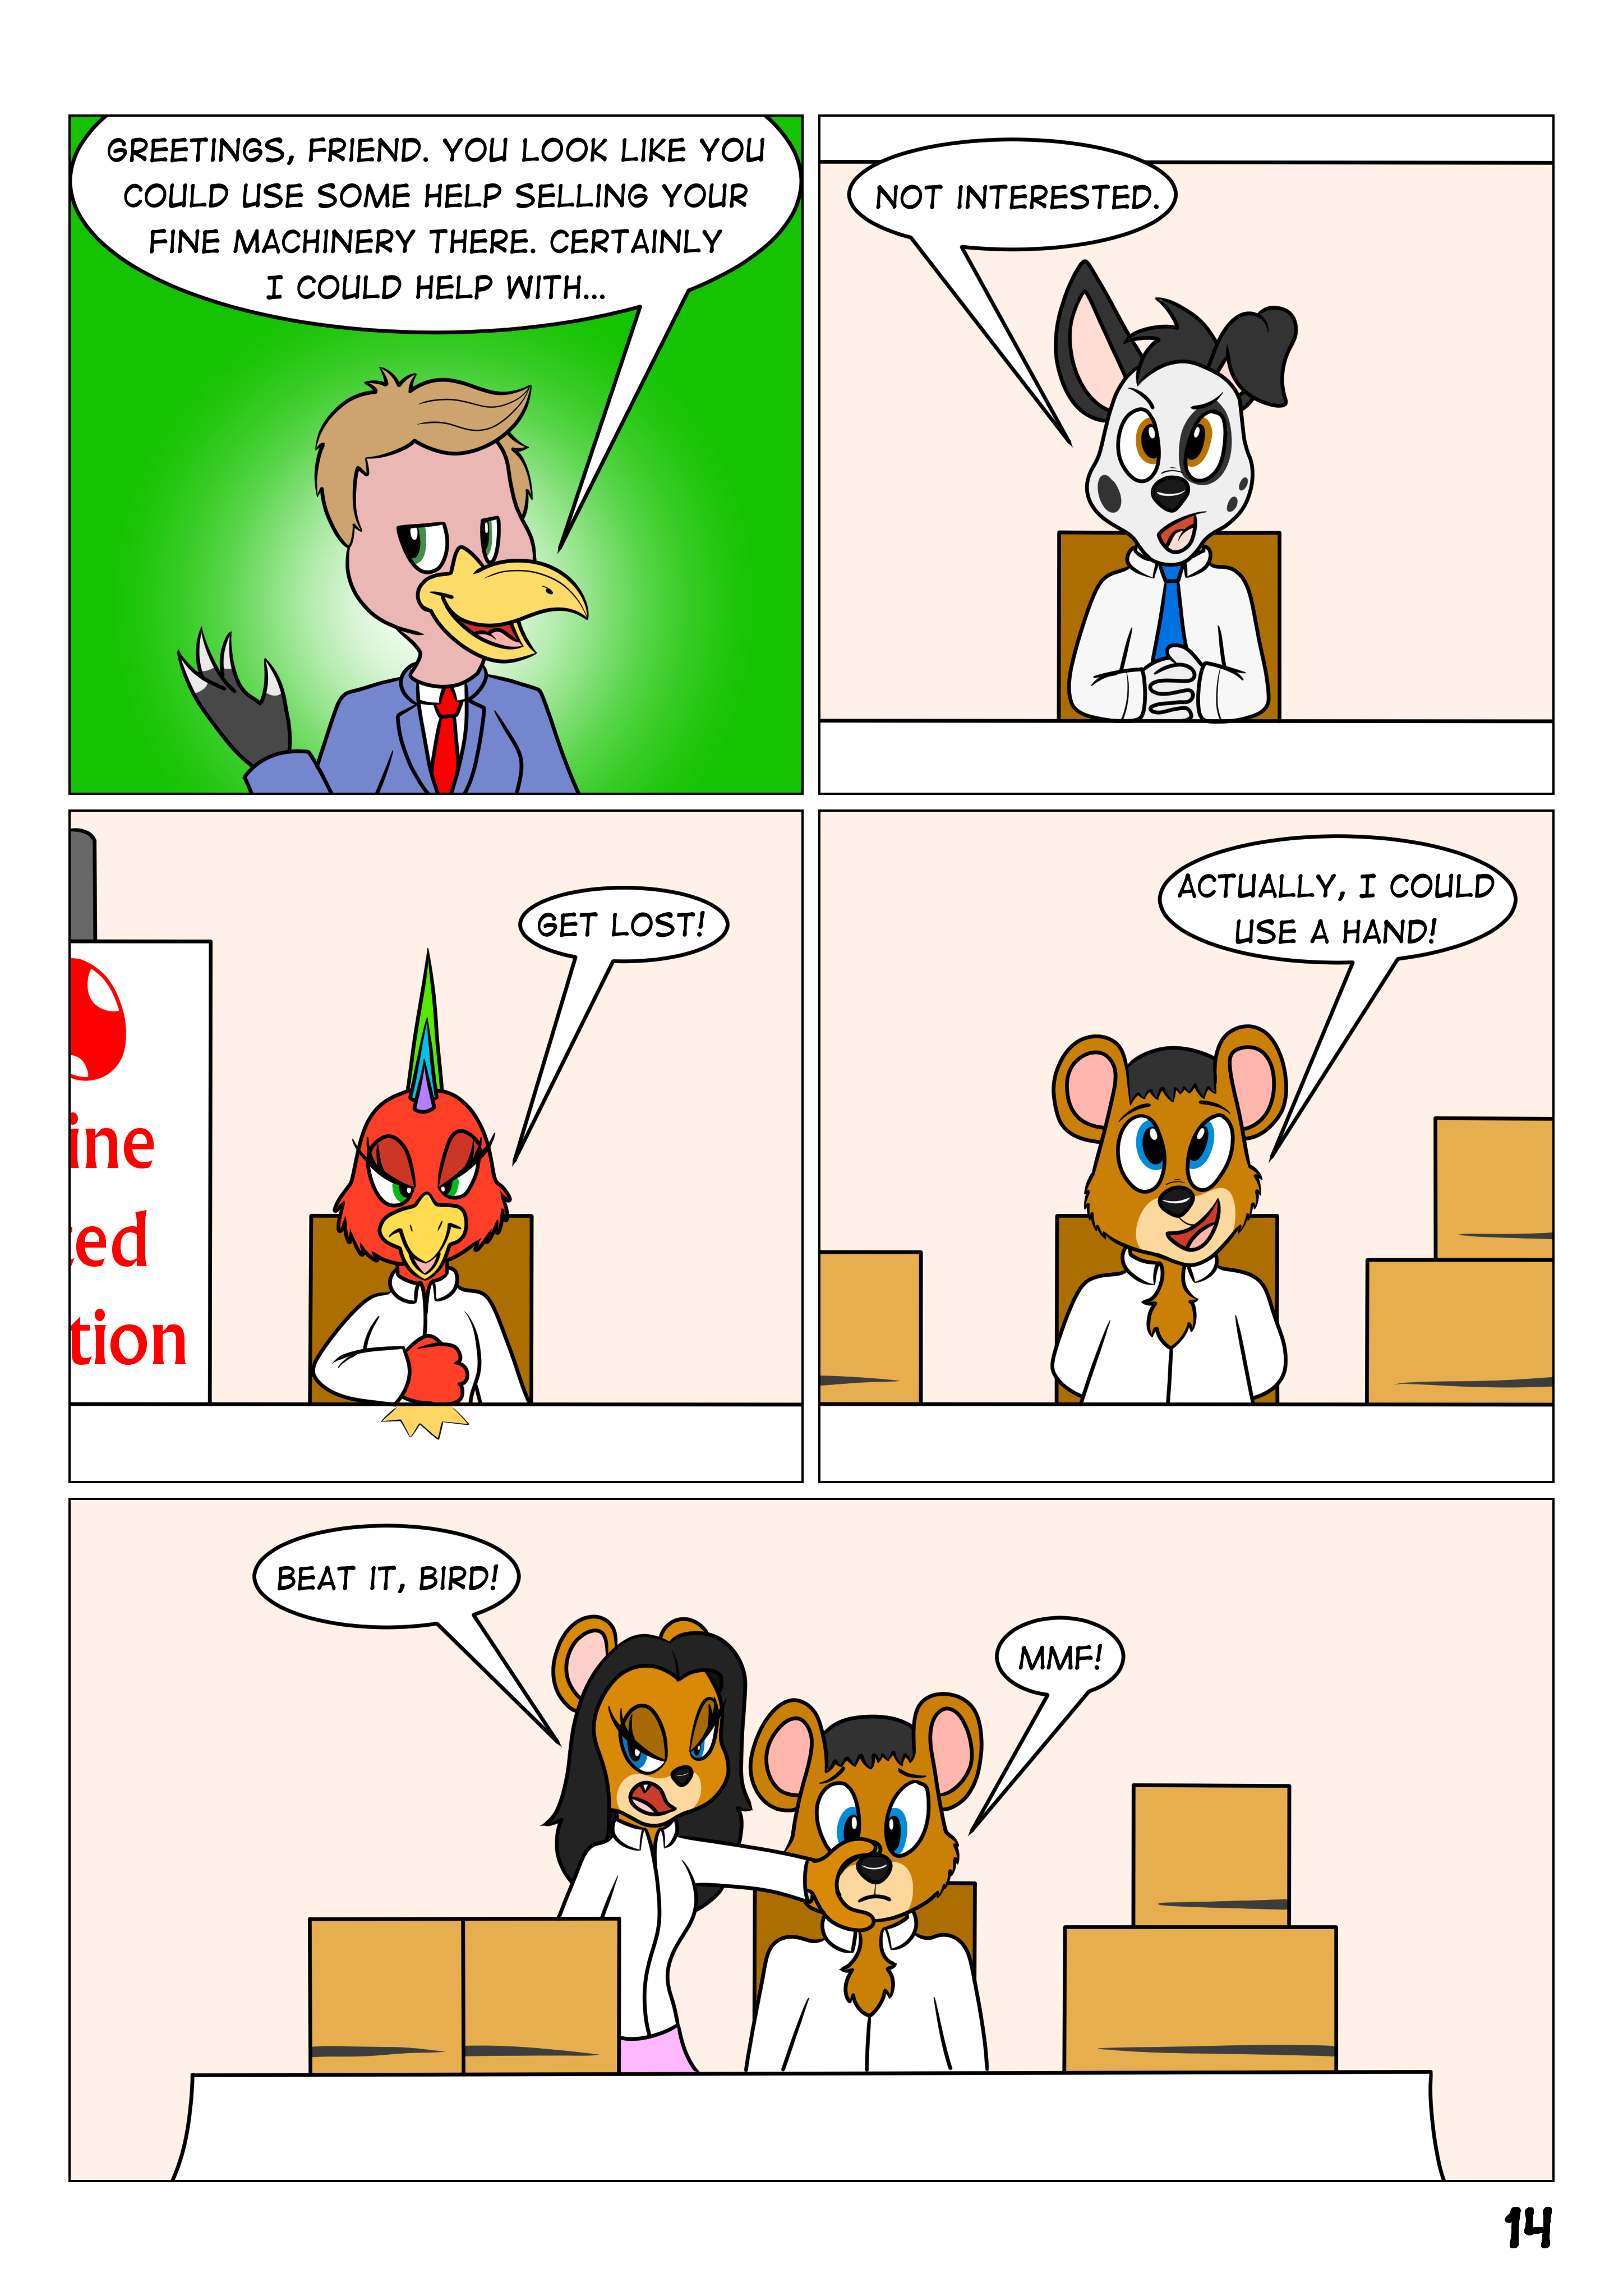 GREETINGS, FRIEND. YOU LOOK LIKE YOU
COULD USE SOME HELP SELLING YOUR
FINE MACHINERY THERE. CERTAINLY
I COULD HELP WITH...
NOT INTERESTED.
GET LOST!
ine
ted
tion
ACTUALLY, I COULD
USE A HAND!
BEAT IT, BIRD!
MMF!
14